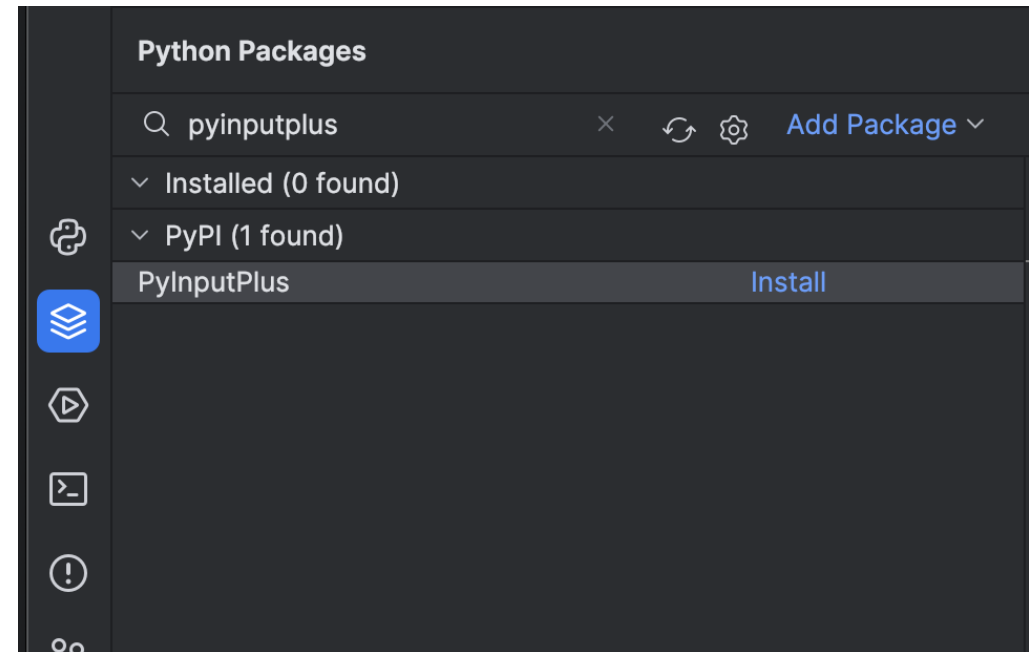 Python Packages
pyinputplus Add Package
Installed (0 found)
PyPI (1 found)
PyInputPlus Install